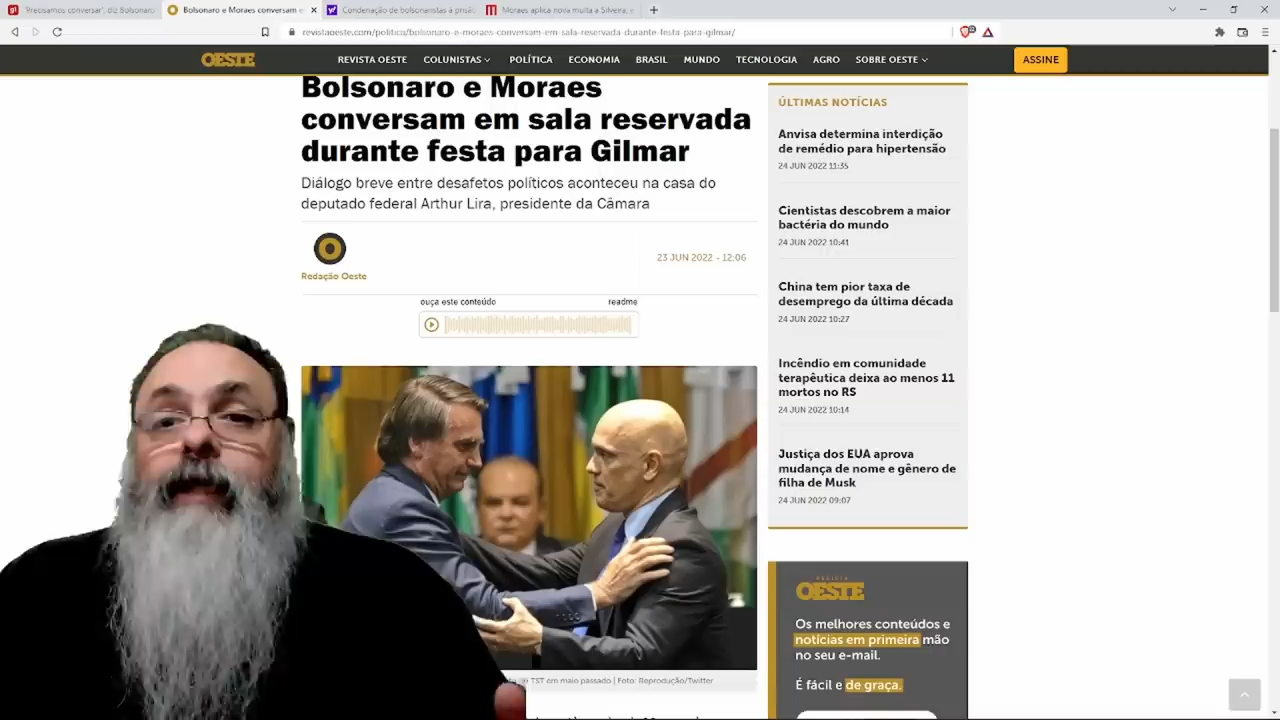 "Precisamos conversar", diz Bolsonaro
Bolsonaro e Moraes conversam e
Condenação de bolsonaristas à prisão
Moraes aplica nova multa a Silveira,
revistaoeste.com/politica/bolsonaro-e-moraes-conversam-em-sala-reservada-durante-festa-para-gilmar/
OESTE
REVISTA OESTE
COLUNISTAS
POLÍTICA
ECONOMIA
BRASIL
MUNDO
TECNOLOGIA
AGRO
SOBRE OESTE
ASSINE
Bolsonaro e Moraes
conversam em sala reservada
durante festa para Gilmar
Diálogo breve entre desafetos políticos aconteceu na casa do
deputado federal Arthur Lira, presidente da Câmara
Redação Oeste
23 JUN 2022 - 12:06
ouça este conteúdo
readme
TST em maio passado | Foto: Reprodução/Twitter
ÚLTIMAS NOTÍCIAS
Anvisa determina interdição
de remédio para hipertensão
24 JUN 2022 11:35
Cientistas descobrem a maior
bactéria do mundo
24 JUN 2022 10:41
China tem pior taxa de
desemprego da última década
24 JUN 2022 10:27
Incêndio em comunidade
terapêutica deixa ao menos 11
mortos no RS
24 JUN 2022 10:14
Justiça dos EUA aprova
mudança de nome e gênero de
filha de Musk
24 JUN 2022 09:07
REVISTA
OESTE
Os melhores conteúdos e
notícias em primeira mão
no seu e-mail.
É fácil e de graça.